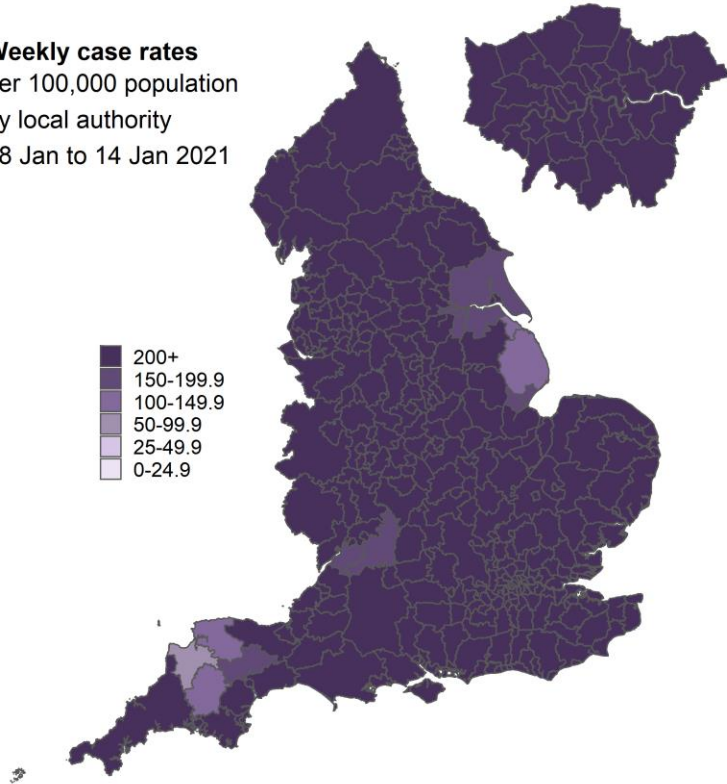 Weekly case rates
er 100,000 population
y local authority
8 Jan to 14 Jan 2021
200+
150-199.9
100-149.9
50-99.9
25-49.9
0-24.9